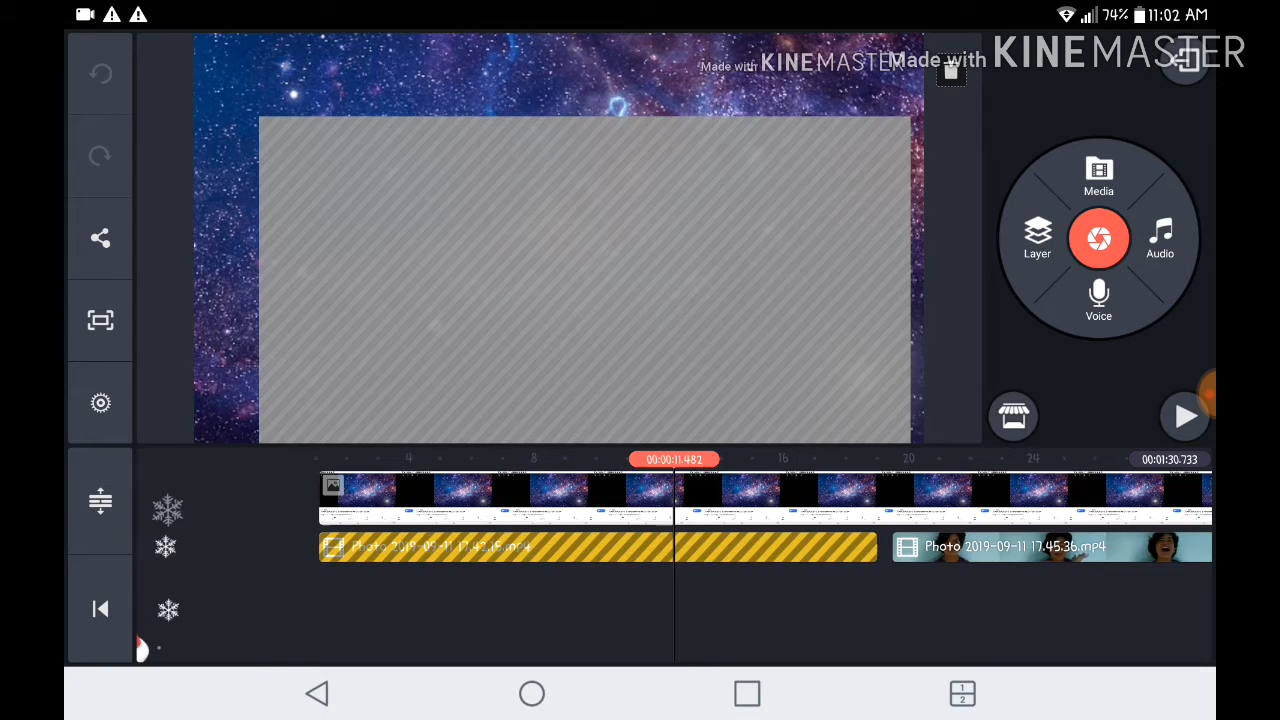 74% 11:02 AM
Made with KINEMASTER
Made with KINEMASTER
Media
Layer
Audio
Voice
4 8 00:00:11.482 16 20 24 00:01:30.733
Photo 2019-09-11 17.42.15.mp4
Photo 2019-09-11 17.45.36.mp4
1
2